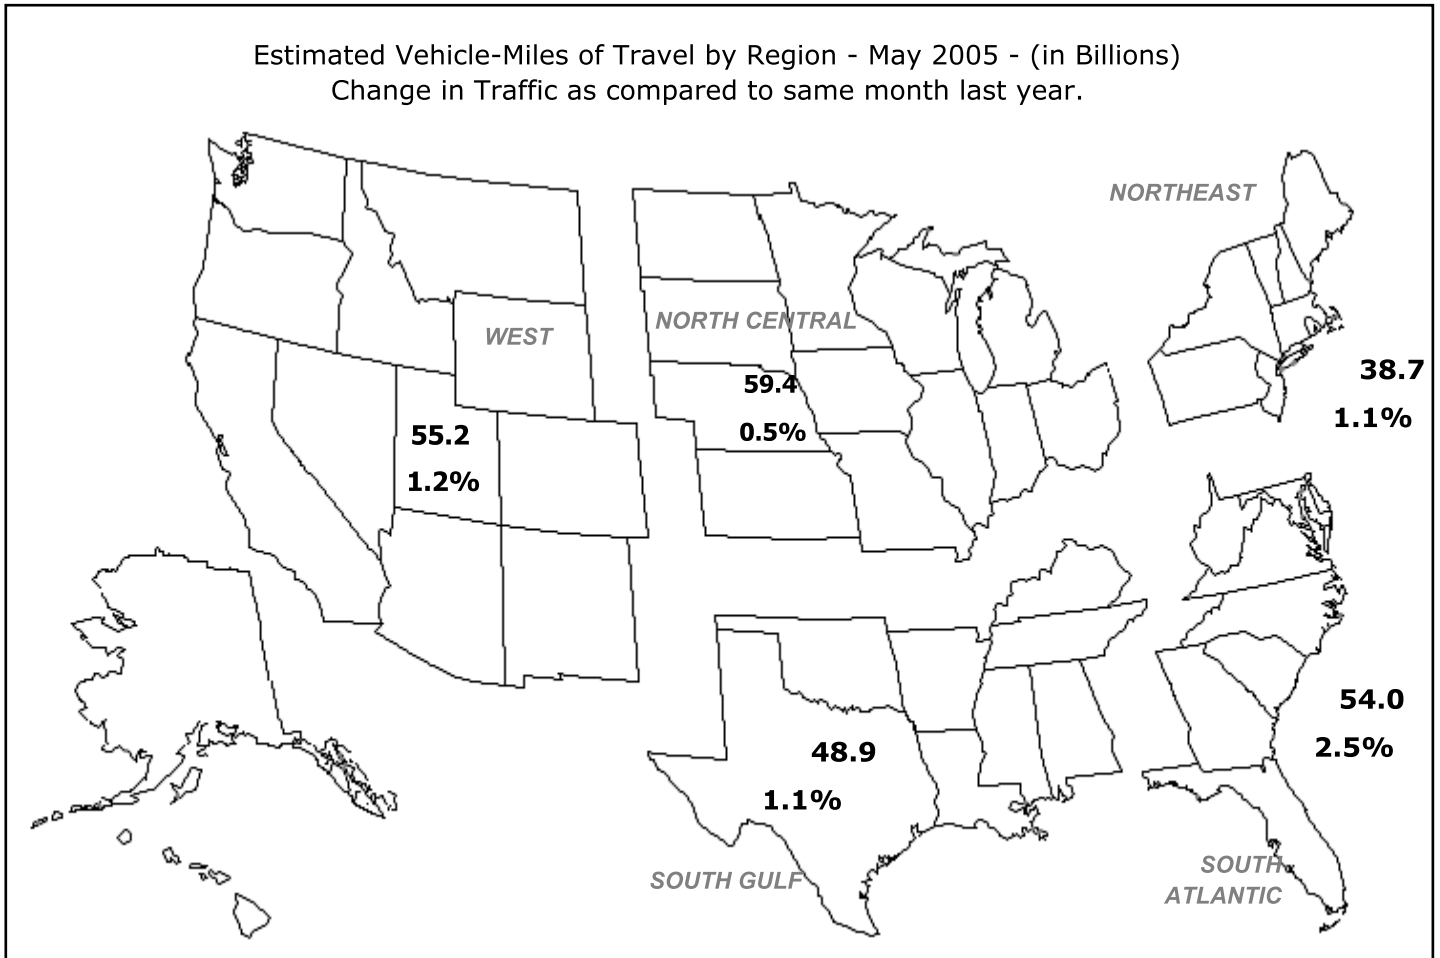 Estimated Vehicle-Miles of Travel by Region - May 2005 - (in Billions)
Change in Traffic as compared to same month last year.
NORTHEAST
WEST
NORTH CENTRAL
38.7
1.1%
59.4
0.5%
55.2
1.2%
54.0
2.5%
48.9
1.1%
SOUTH GULF
SOUTH
ATLANTIC